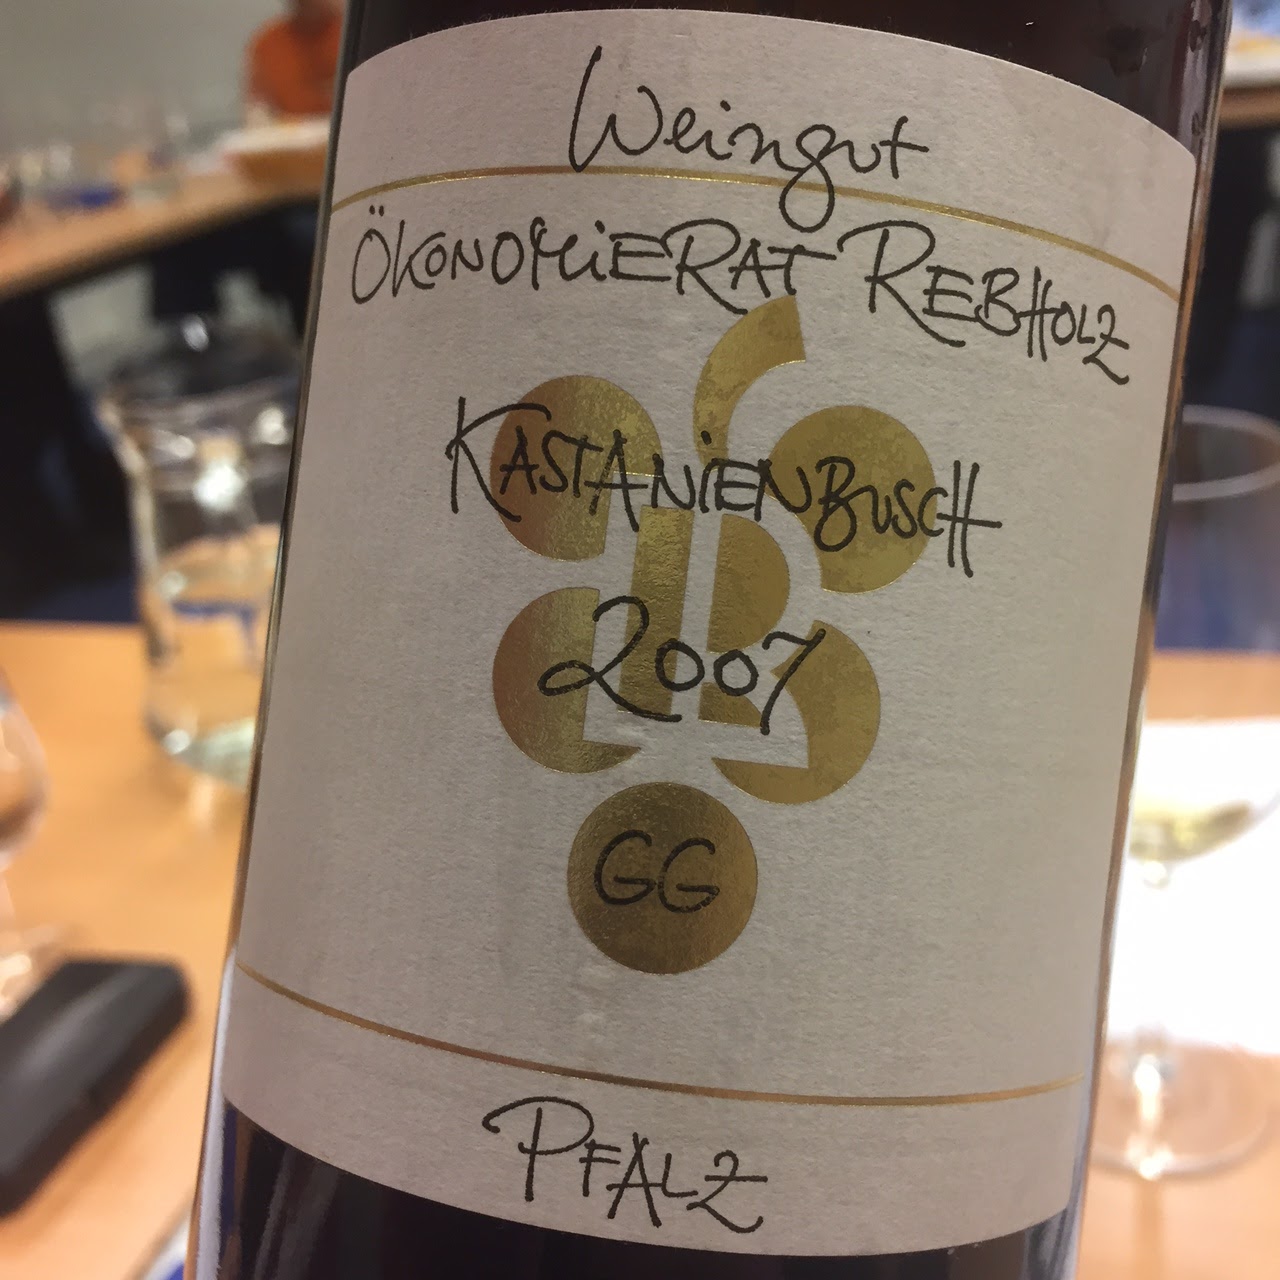 Weingut
ÖKONOMiERAT REBHOLZ
KASTANiENBUSCH
2007
GG
PFALZ